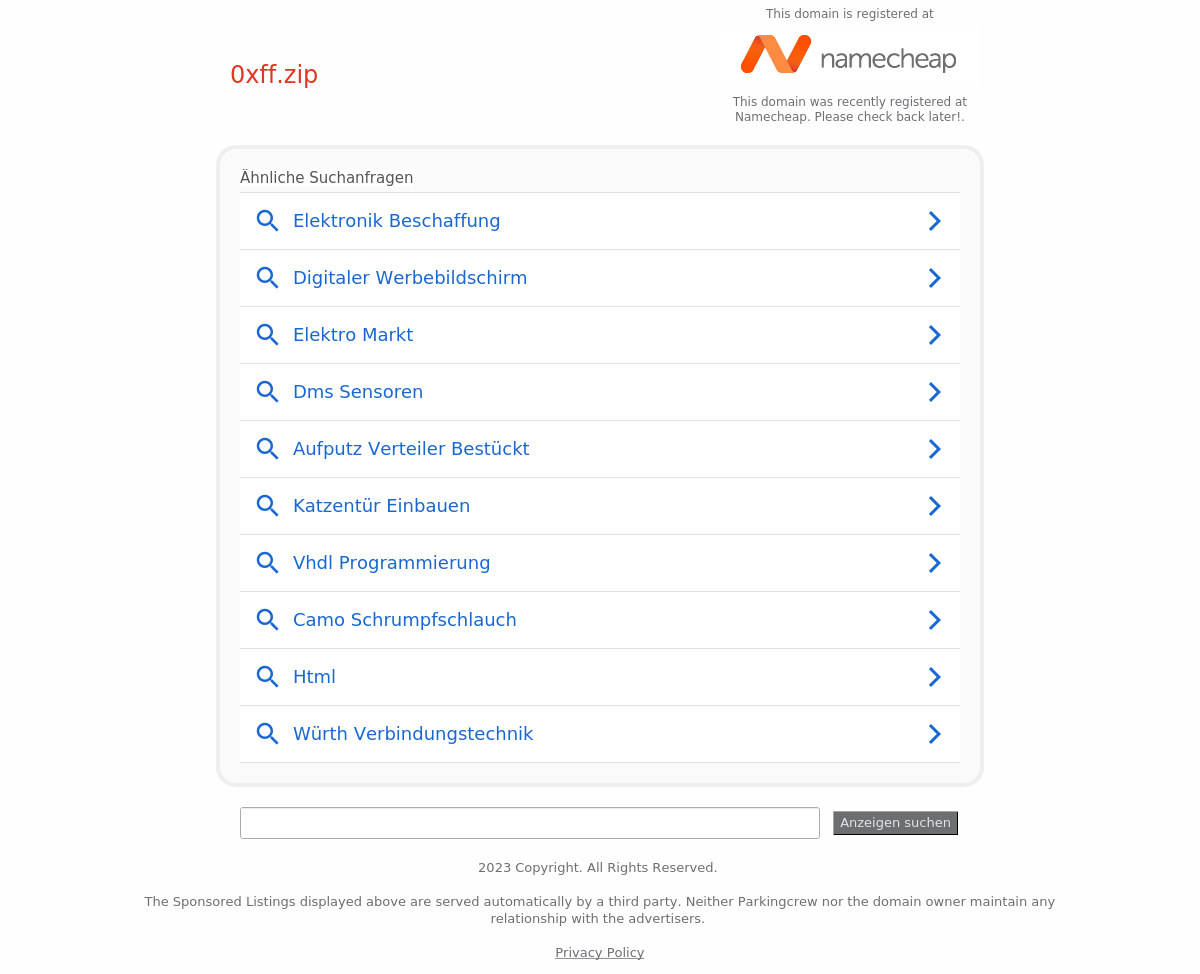 This domain is registered at
namecheap
0xff.zip
This domain was recently registered at
Namecheap. Please check back later!.
Ähnliche Suchanfragen
Elektronik Beschaffung
Digitaler Werbebildschirm
Elektro Markt
Dms Sensoren
Aufputz Verteiler Bestückt
Katzentür Einbauen
Vhdl Programmierung
Camo Schrumpfschlauch
Html
Würth Verbindungstechnik
Anzeigen suchen
2023 Copyright. All Rights Reserved.
The Sponsored Listings displayed above are served automatically by a third party. Neither Parkingcrew nor the domain owner maintain any
relationship with the advertisers.
Privacy Policy